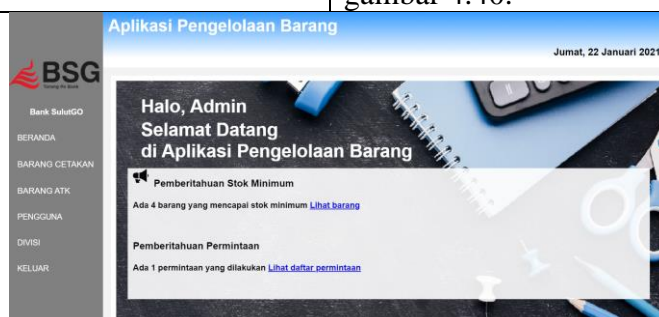 gambar 4.40.
Aplikasi Pengelolaan Barang
Jumat, 22 Januari 2021
BSG
Bank SulutGO
BERANDA
BARANG CETAKAN
BARANG ATK
PENGGUNA
DIVISI
KELUAR
Halo, Admin
Selamat Datang
di Aplikasi Pengelolaan Barang
Pemberitahuan Stok Minimum
Ada 4 barang yang mencapai stok minimum Lihat barang
Pemberitahuan Permintaan
Ada 1 permintaan yang dilakukan Lihat daftar permintaan